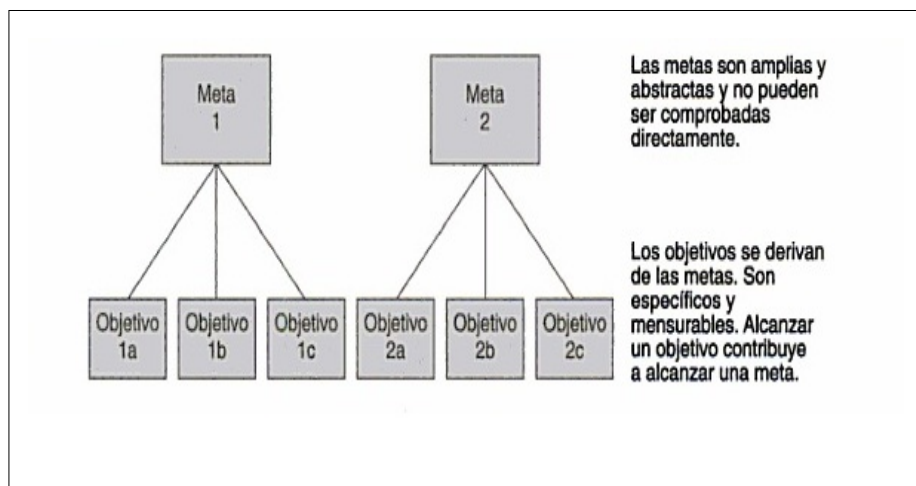 Meta
1
Meta
2
Las metas son amplias y
abstractas y no pueden
ser comprobadas
directamente.
Objetivo
1a
Objetivo
1b
Objetivo
1c
Objetivo
2a
Objetivo
2b
Objetivo
2c
Los objetivos se derivan
de las metas. Son
específicos y
mensurables. Alcanzar
un objetivo contribuye
a alcanzar una meta.